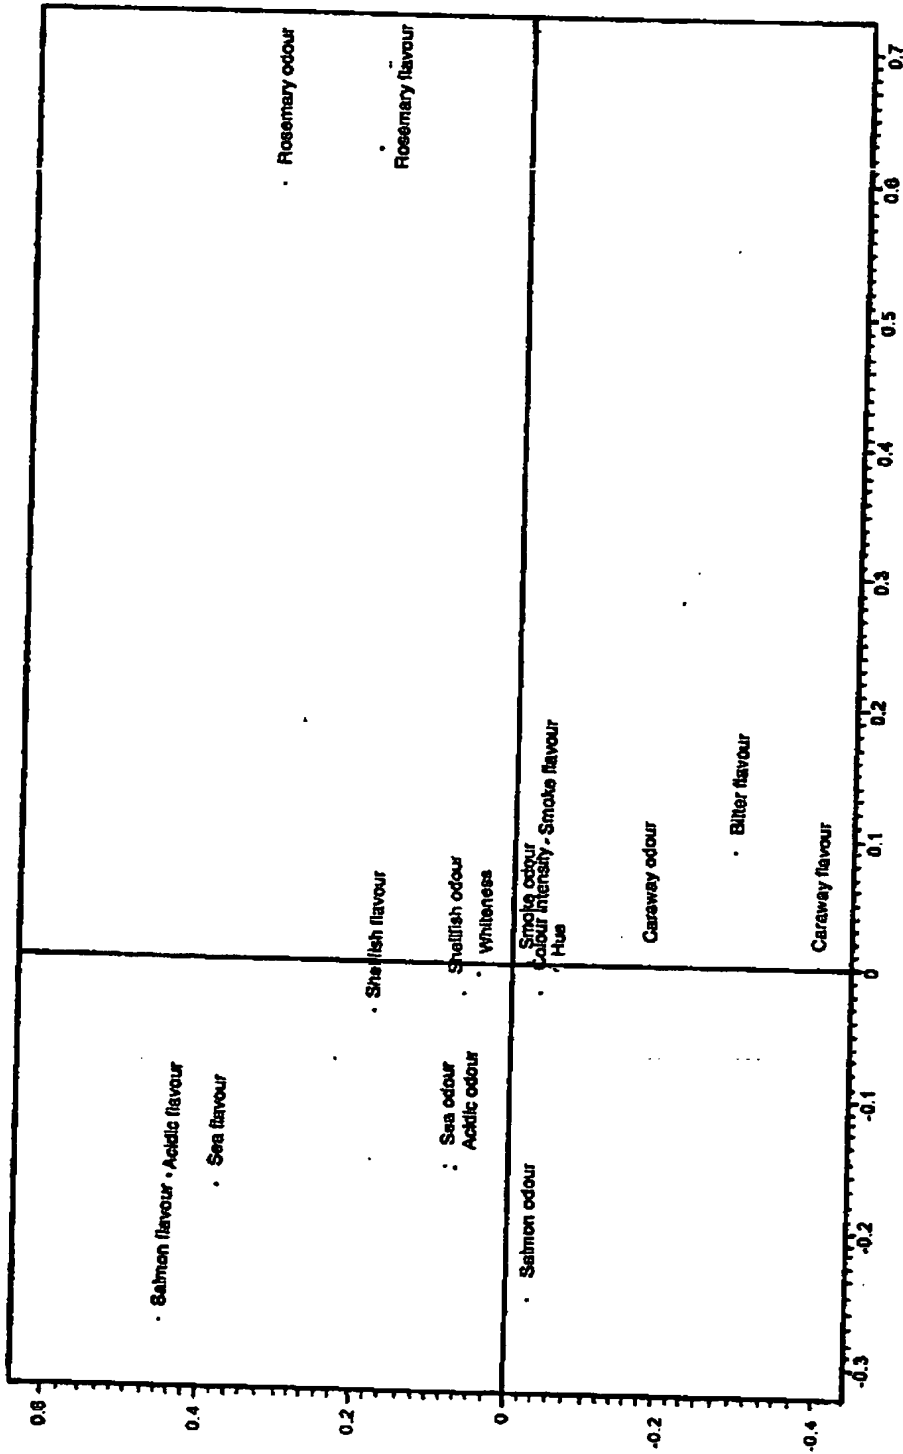 Rosemary odour
Rosemary flavour
Shellfish flavour
Shellfish odour
Whiteness
Smoke odour
Colour intensity
Smoke flavour
Hue
Caraway odour
Bitter flavour
Caraway flavour
Salmon flavour
Acidic flavour
Sea flavour
Sea odour
Acidic odour
Salmon odour
0.6
0.4
0.2
0
-0.2
-0.4
-0.3
-0.2
-0.1
0
0.1
0.2
0.3
0.4
0.5
0.6
0.7